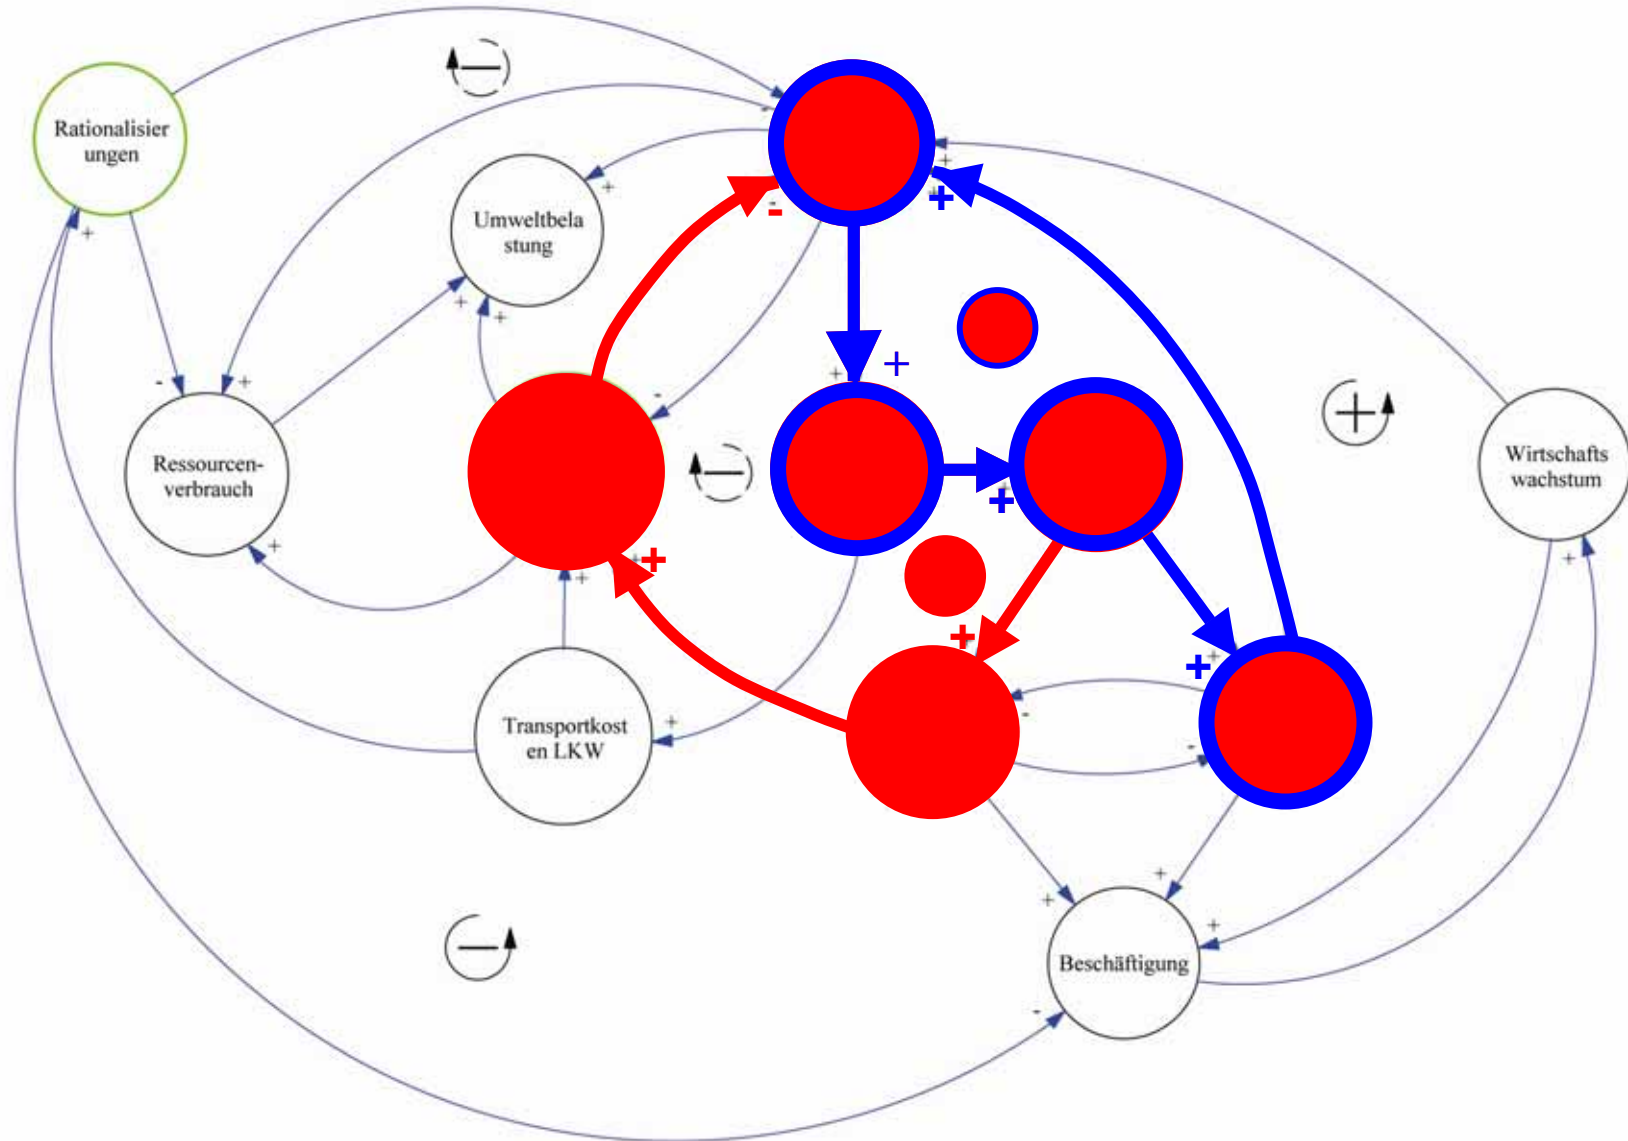 Rationalisier
ungen
Umweltbela
stung
Ressourcen-
verbrauch
Wirtschafts
wachstum
Transportkost
en LKW
Beschäftigung